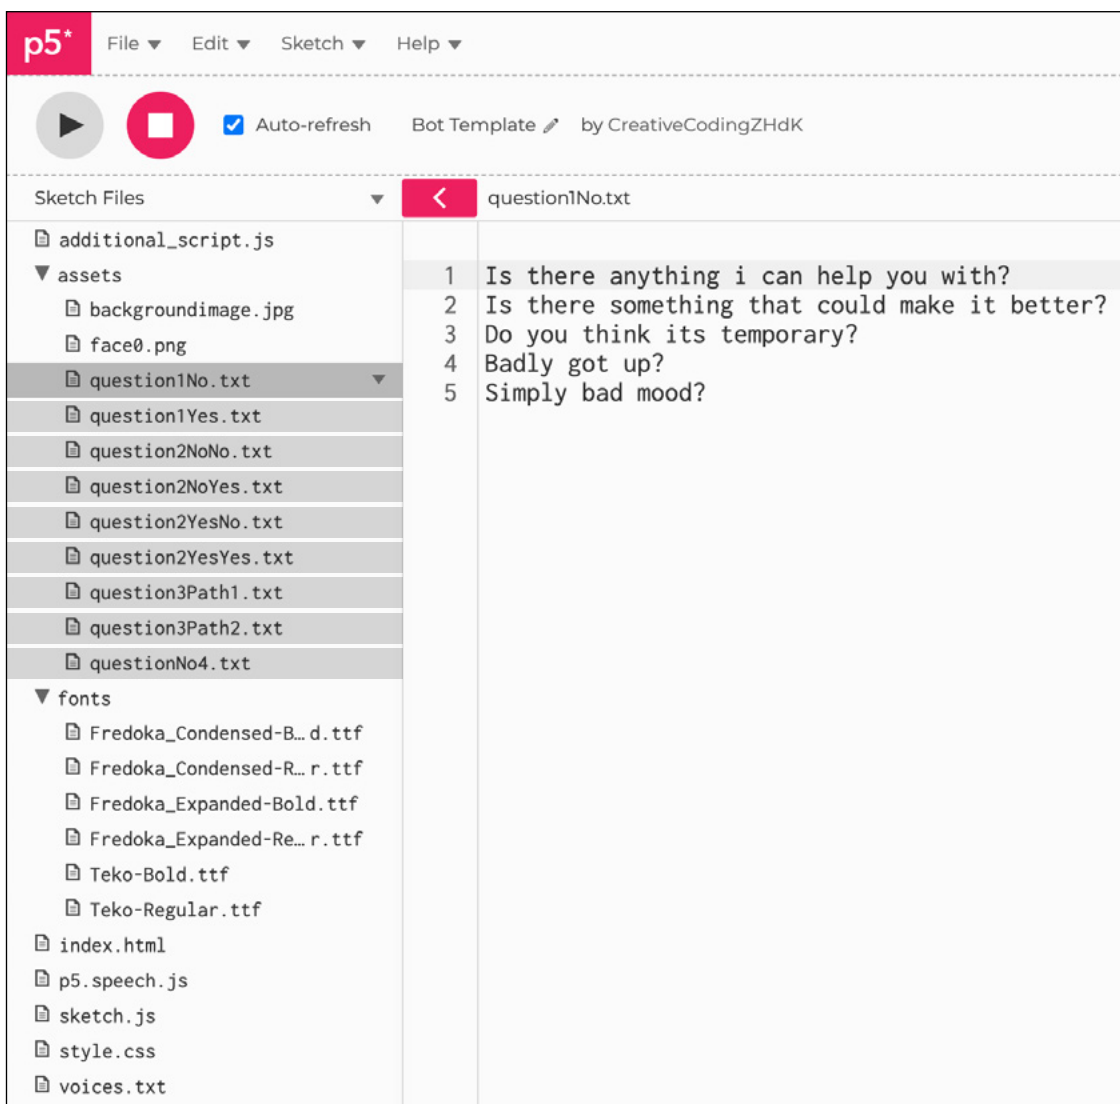 p5* File Edit Sketch Help
Auto-refresh Bot Template by CreativeCodingZHdK
Sketch Files
additional_script.js
assets
backgroundimage.jpg
face0.png
question1No.txt
question1Yes.txt
question2NoNo.txt
question2NoYes.txt
question2YesNo.txt
question2YesYes.txt
question3Path1.txt
question3Path2.txt
questionNo4.txt
fonts
Fredoka_Condensed-B…d.ttf
Fredoka_Condensed-R…r.ttf
Fredoka_Expanded-Bold.ttf
Fredoka_Expanded-Re…r.ttf
Teko-Bold.ttf
Teko-Regular.ttf
index.html
p5.speech.js
sketch.js
style.css
voices.txt
question1No.txt
1 Is there anything i can help you with?
2 Is there something that could make it better?
3 Do you think its temporary?
4 Badly got up?
5 Simply bad mood?